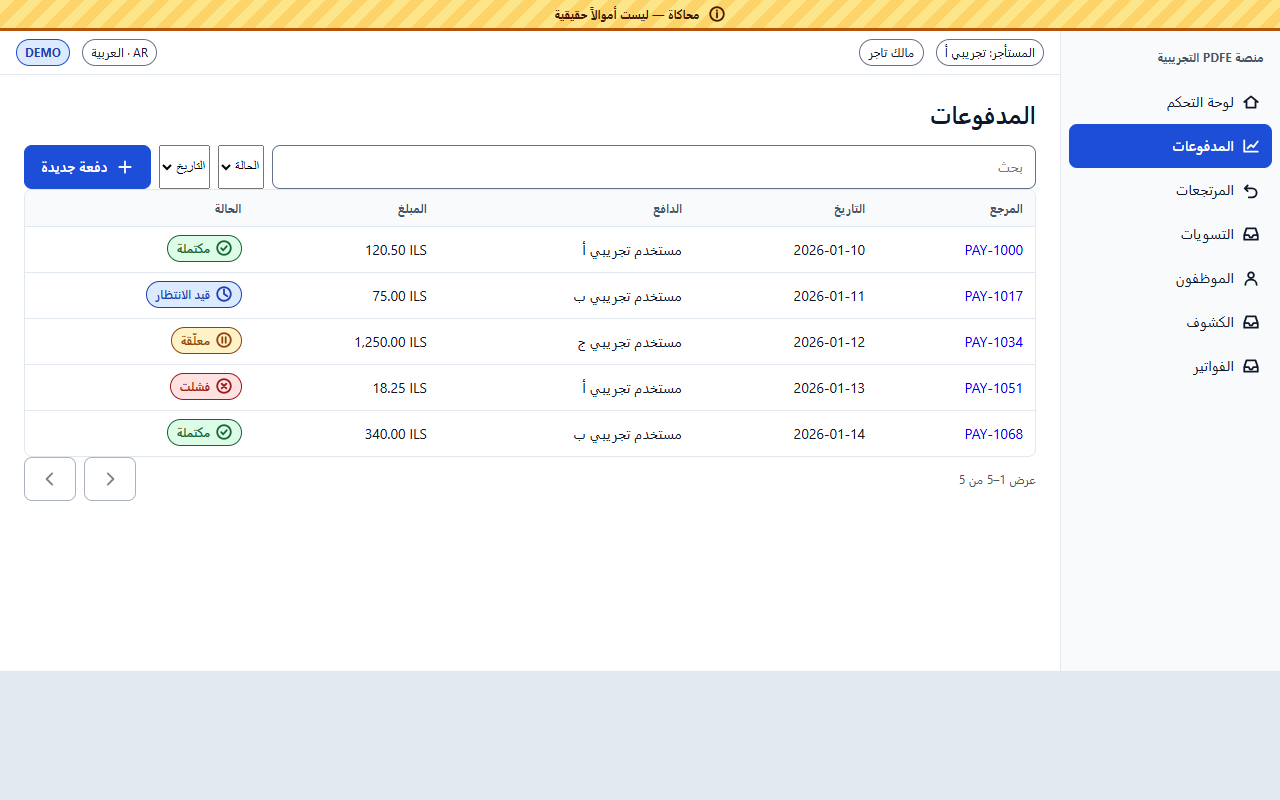 محاكاة — ليست أموالاً حقيقية
منصة PDFE التجريبية
لوحة التحكم
المدفوعات
المرتجعات
التسويات
الموظفون
الكشوف
الفواتير
المستأجر: تجريبي أ
مالك تاجر
AR · العربية
DEMO
المدفوعات
بحث
الحالة
التاريخ
دفعة جديدة
المرجع التاريخ الدافع المبلغ الحالة
PAY-1000 2026-01-10 مستخدم تجريبي أ 120.50 ILS مكتملة
PAY-1017 2026-01-11 مستخدم تجريبي ب 75.00 ILS قيد الانتظار
PAY-1034 2026-01-12 مستخدم تجريبي ج 1,250.00 ILS معلّقة
PAY-1051 2026-01-13 مستخدم تجريبي أ 18.25 ILS فشلت
PAY-1068 2026-01-14 مستخدم تجريبي ب 340.00 ILS مكتملة
عرض 1–5 من 5